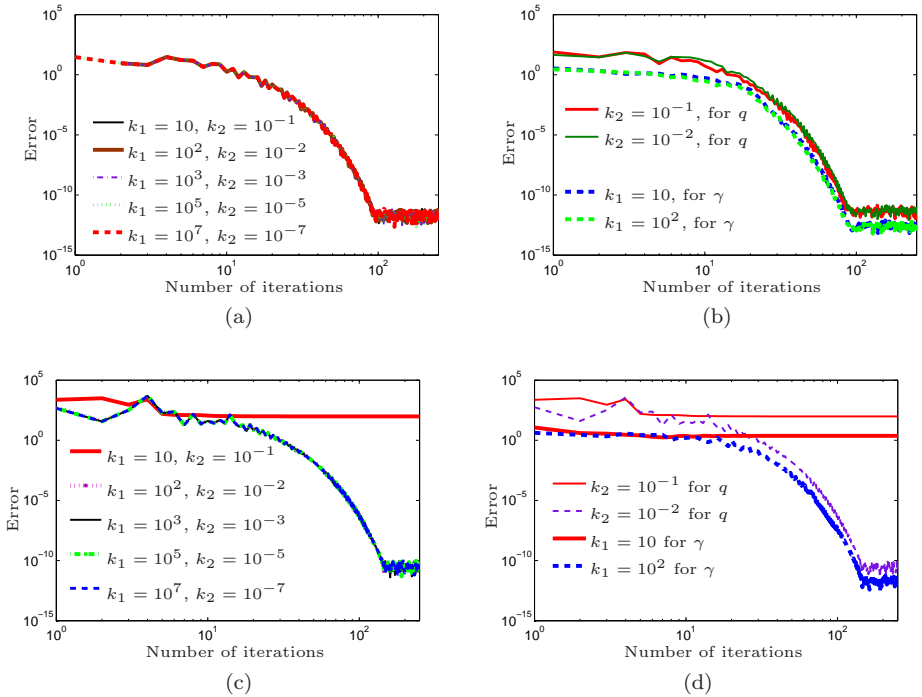 10^5
10^0
10^{-5}
10^{-10}
10^{-15}
Error
k_1 = 10, k_2 = 10^{-1}
k_1 = 10^2, k_2 = 10^{-2}
k_1 = 10^3, k_2 = 10^{-3}
k_1 = 10^5, k_2 = 10^{-5}
k_1 = 10^7, k_2 = 10^{-7}
10^0 10^1 10^2
Number of iterations
(a)
10^5
10^0
10^{-5}
10^{-10}
10^{-15}
Error
k_2 = 10^{-1}, for q
k_2 = 10^{-2}, for q
k_1 = 10, for γ
k_1 = 10^2, for γ
10^0 10^1 10^2
Number of iterations
(b)
10^5
10^0
10^{-5}
10^{-10}
10^{-15}
Error
k_1 = 10, k_2 = 10^{-1}
k_1 = 10^2, k_2 = 10^{-2}
k_1 = 10^3, k_2 = 10^{-3}
k_1 = 10^5, k_2 = 10^{-5}
k_1 = 10^7, k_2 = 10^{-7}
10^0 10^1 10^2
Number of iterations
(c)
10^5
10^0
10^{-5}
10^{-10}
10^{-15}
Error
k_2 = 10^{-1} for q
k_2 = 10^{-2} for q
k_1 = 10 for γ
k_1 = 10^2 for γ
10^0 10^1 10^2
Number of iterations
(d)